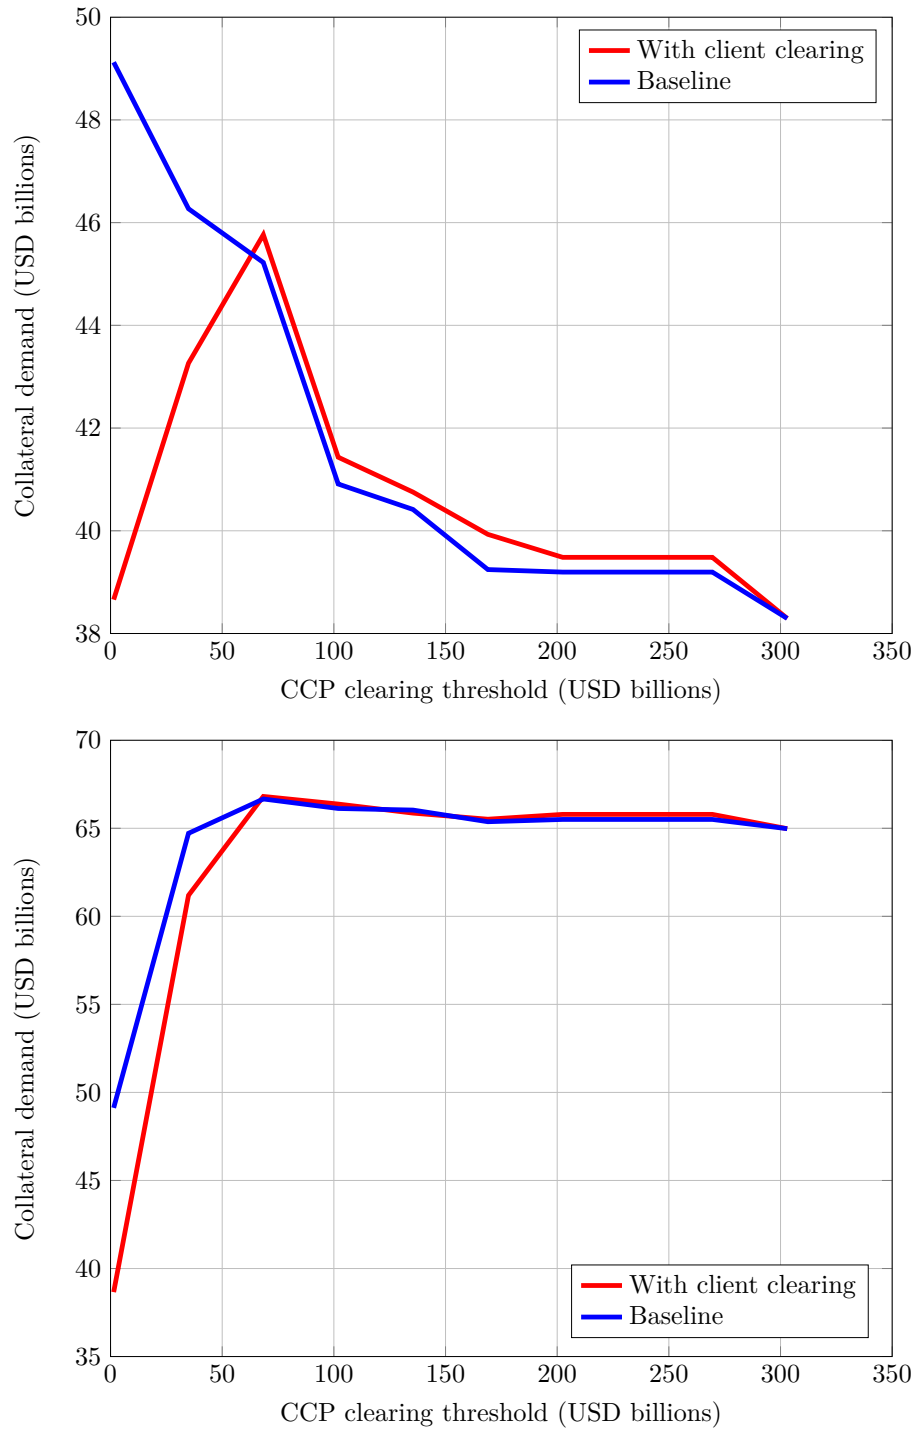 50
48
46
44
42
40
38
Collateral demand (USD billions)
With client clearing
Baseline
0 50 100 150 200 250 300 350
CCP clearing threshold (USD billions)
70
65
60
55
50
45
40
35
Collateral demand (USD billions)
With client clearing
Baseline
0 50 100 150 200 250 300 350
CCP clearing threshold (USD billions)